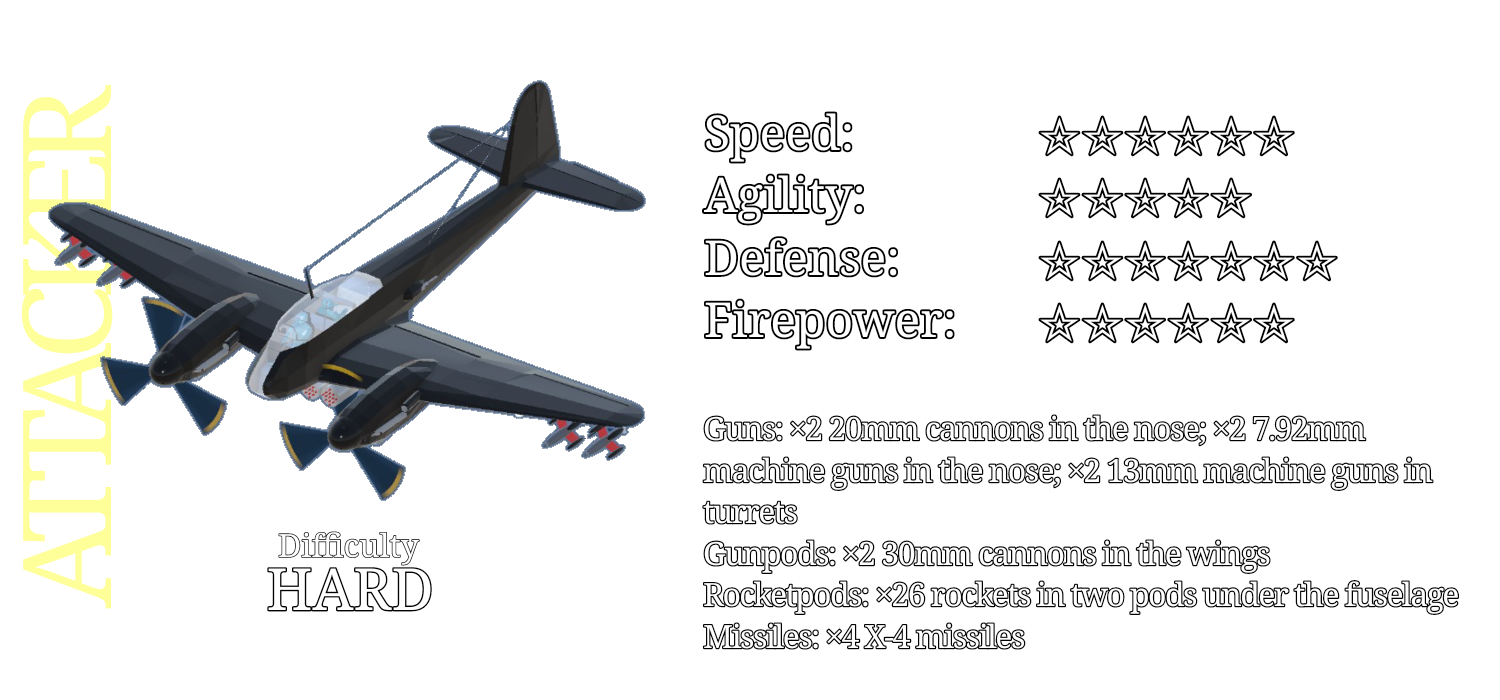 ATTACKER
Difficulty
HARD
Speed: ☆☆☆☆☆☆
Agility: ☆☆☆☆☆
Defense: ☆☆☆☆☆☆☆
Firepower: ☆☆☆☆☆☆
Guns: ×2 20mm cannons in the nose; ×2 7.92mm
machine guns in the nose; ×2 13mm machine guns in
turrets
Gunpods: ×2 30mm cannons in the wings
Rocketpods: ×26 rockets in two pods under the fuselage
Missiles: ×4 X-4 missiles